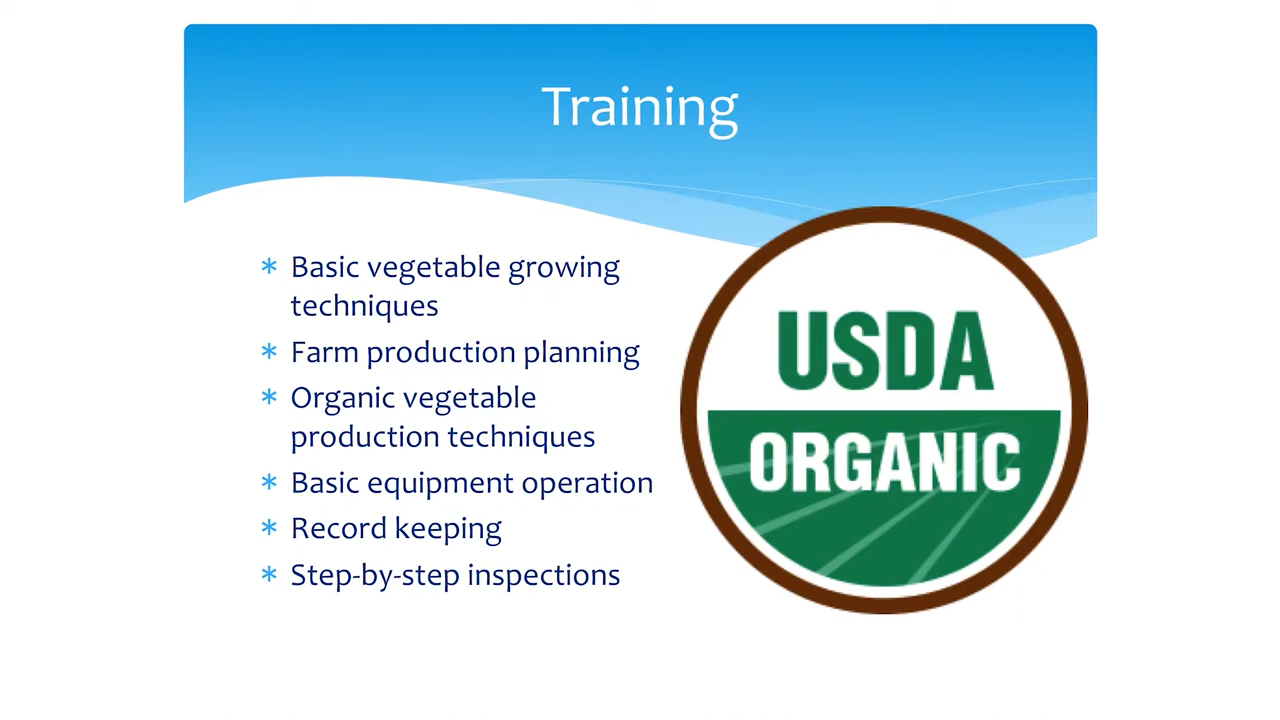 Training
* Basic vegetable growing
techniques
* Farm production planning
* Organic vegetable
production techniques
* Basic equipment operation
* Record keeping
* Step-by-step inspections
USDA
ORGANIC